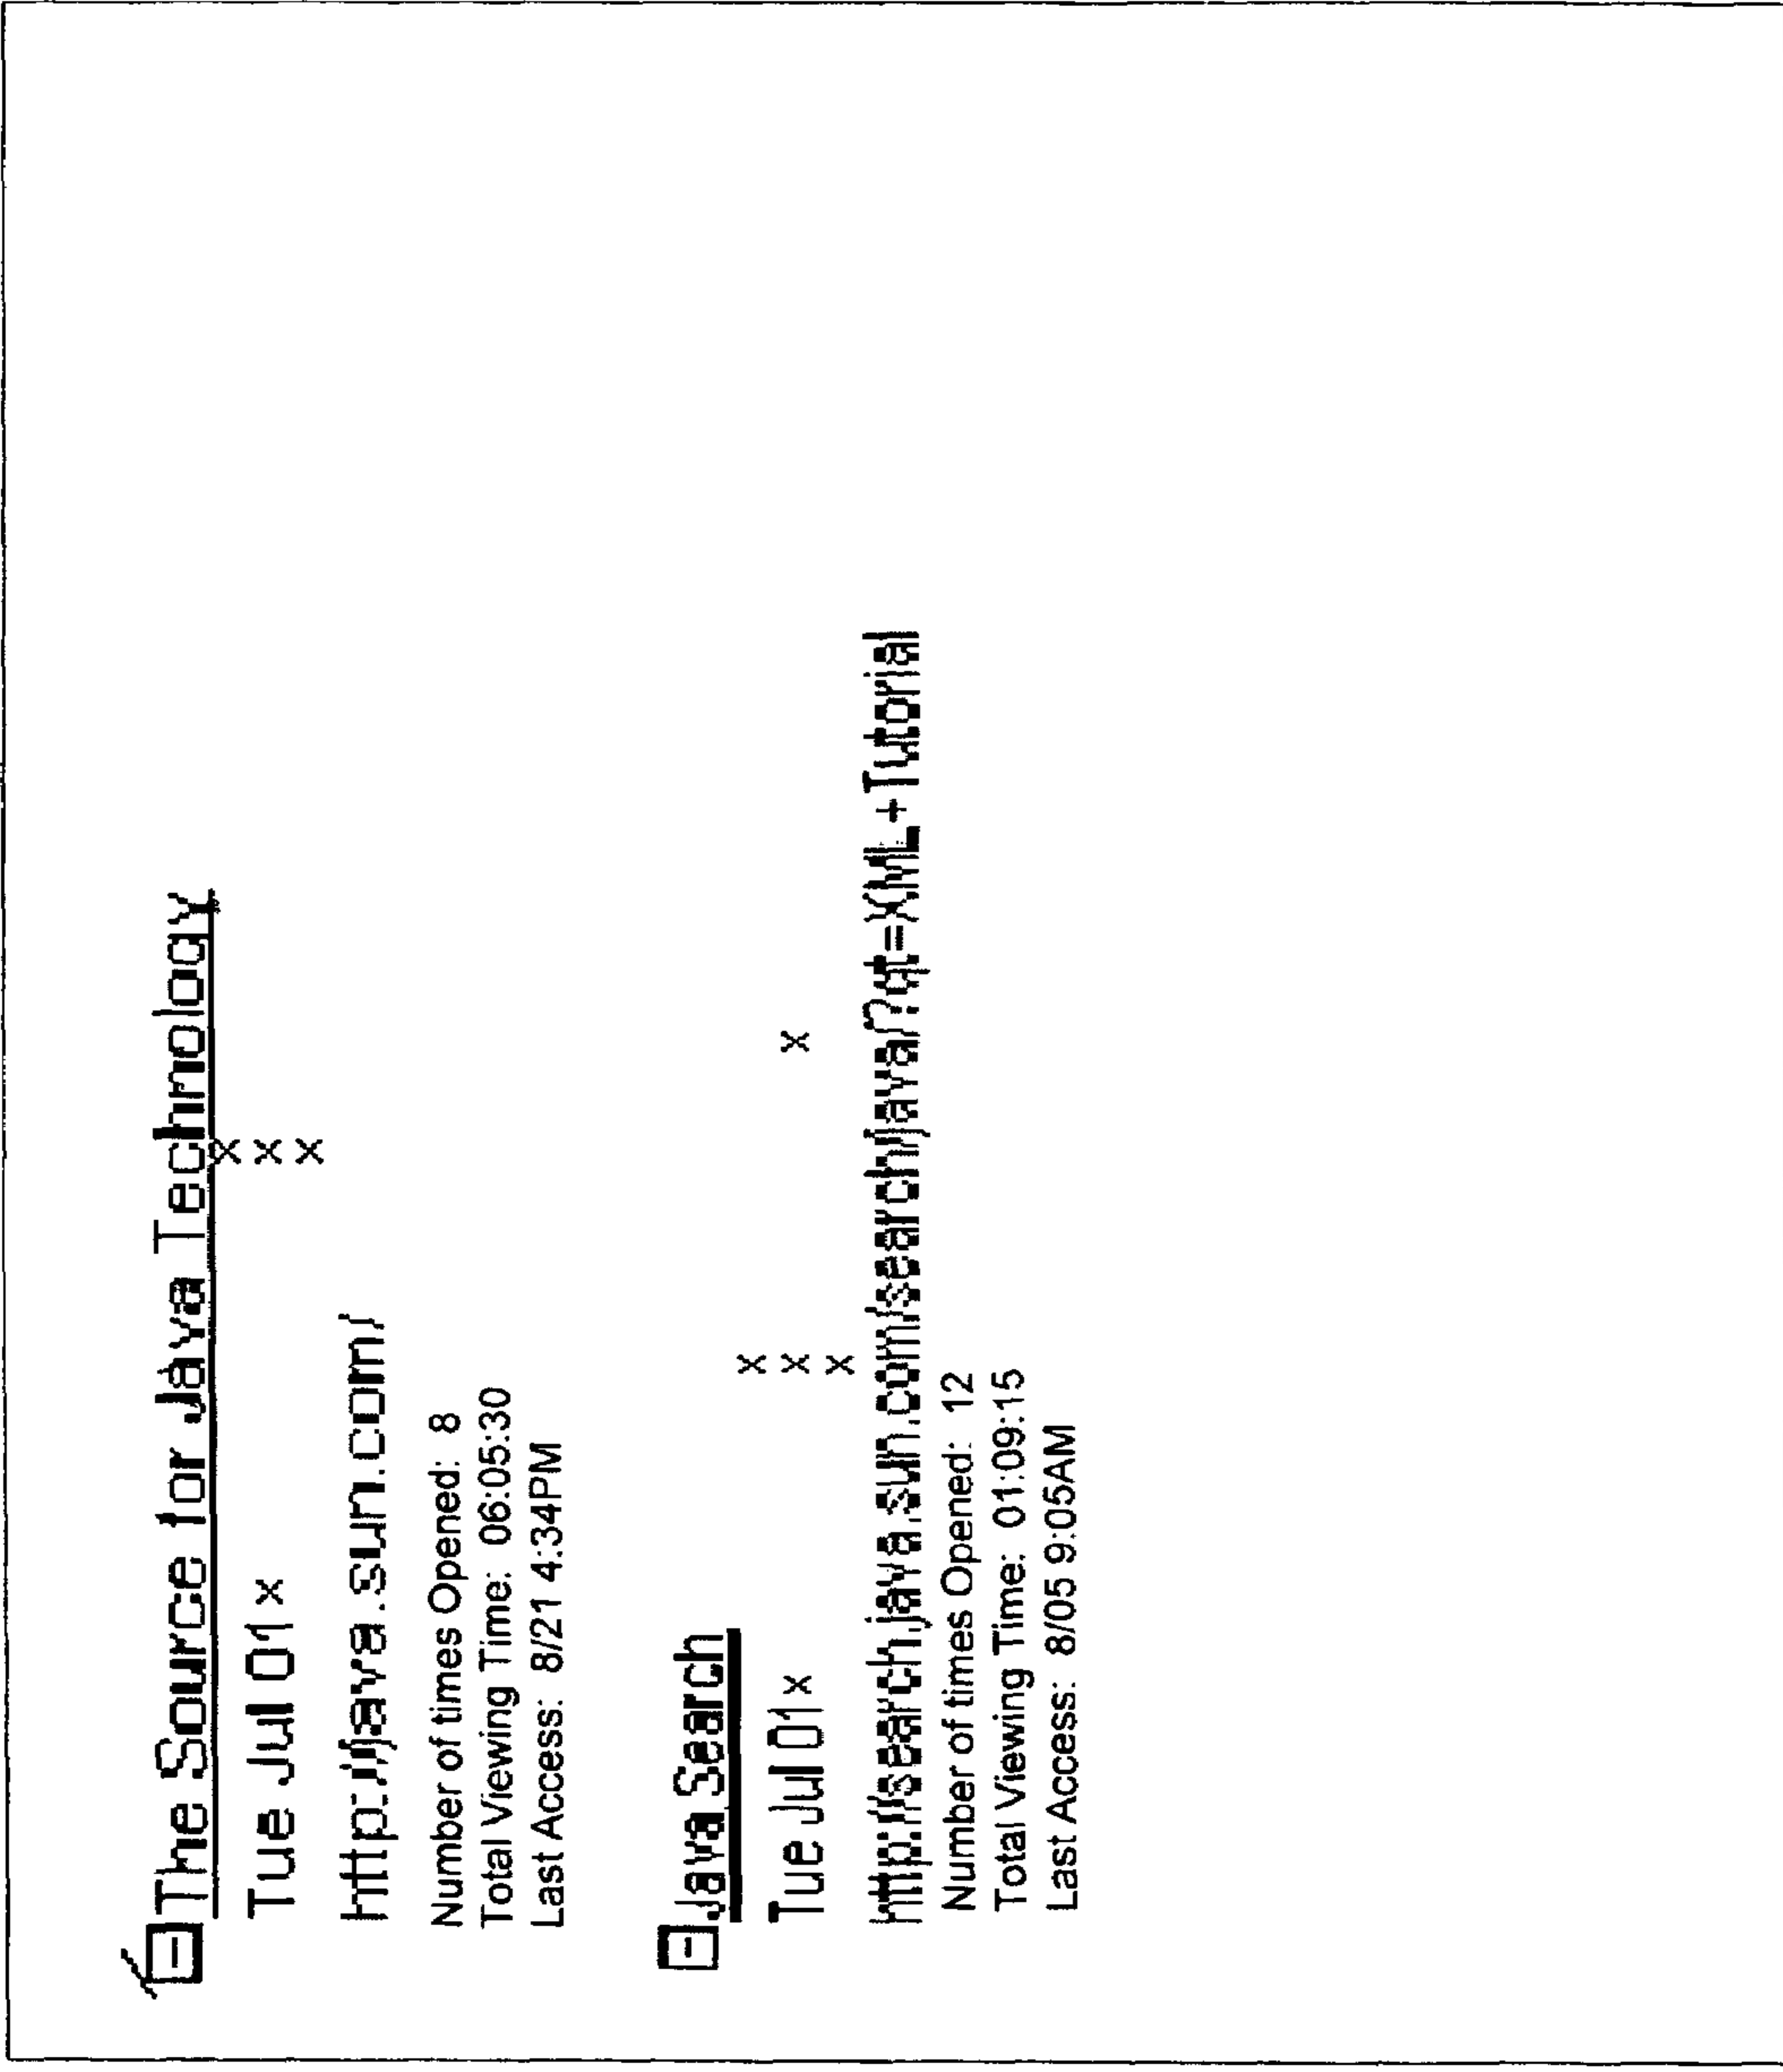 The Source for Java Technology
Tue Jul 01 x
x x x
http://java.sun.com/
Number of times Opened: 8
Total Viewing Time: 06:05:30
Last Access: 8/21 4:34PM
Java Search
Tue Jul 01 x
x x x
x
http://search.java.sun.com/search/java/?qt=XML+Tutorial
Number of times Opened: 12
Total Viewing Time: 01:09:15
Last Access: 8/05 9:05AM